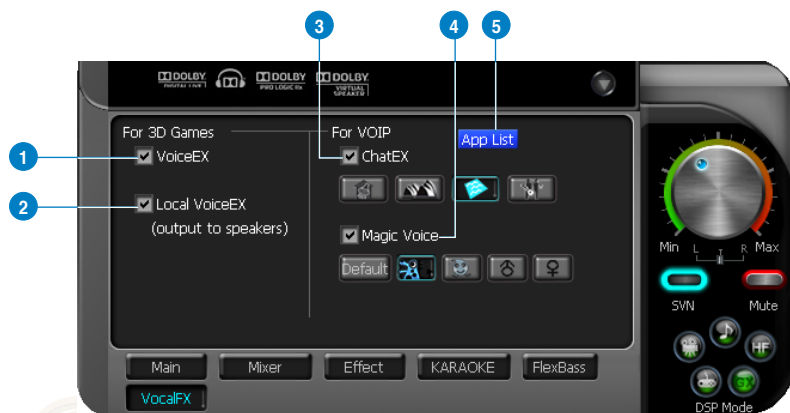 3 4 5
DOLBY DIGITAL LIVE
DOLBY PRO LOGIC IIx
DOLBY VIRTUAL SPEAKER
For 3D Games For VOIP App List
1 VoiceEX ChatEX
2 Local VoiceEX
(output to speakers)
Magic Voice
Default
Main Mixer Effect KARAOKE FlexBass
VocalFX
Min L R Max
SVN Mute
HF
GX
DSP Mode